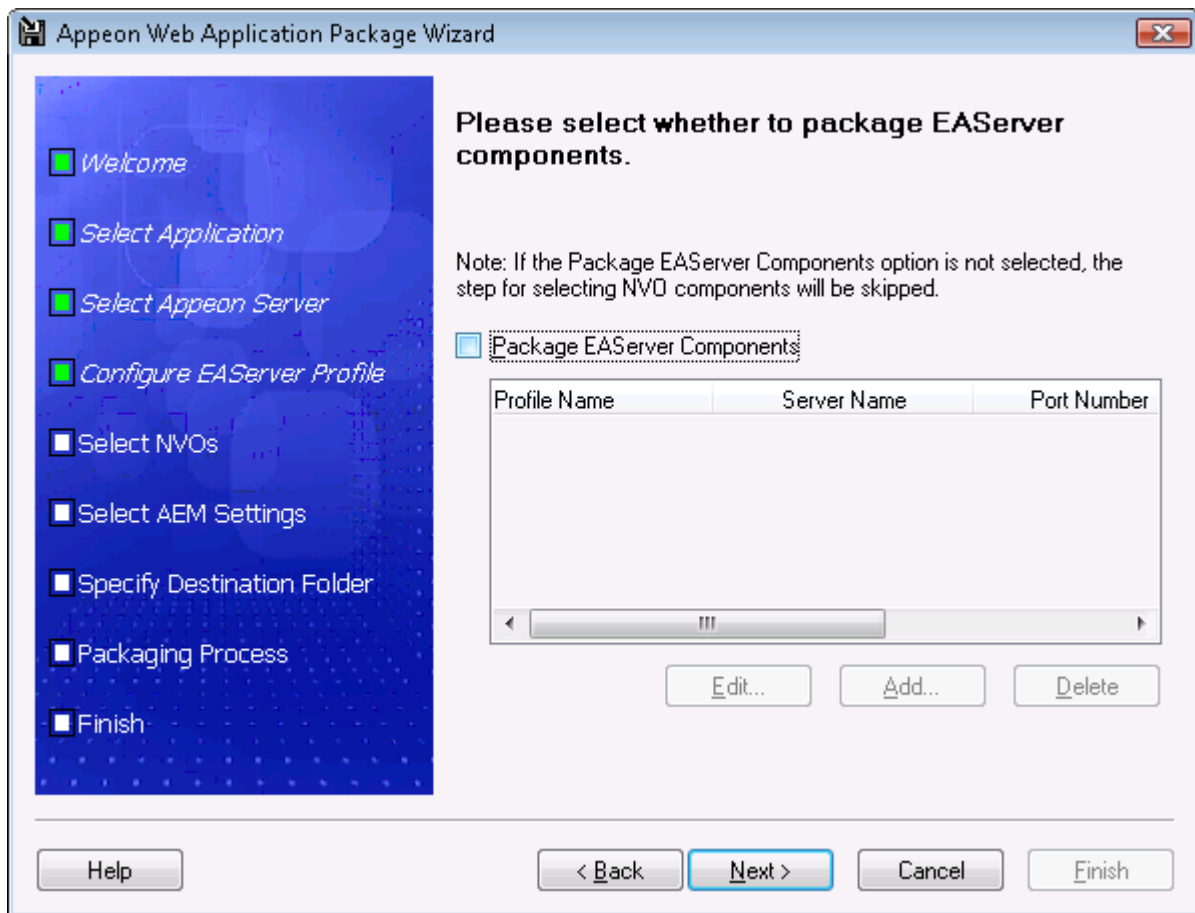 Appeon Web Application Package Wizard
Welcome
Select Application
Select Appeon Server
Configure EAServer Profile
Select NVOs
Select AEM Settings
Specify Destination Folder
Packaging Process
Finish
Please select whether to package EAServer
components.
Note: If the Package EAServer Components option is not selected, the
step for selecting NVO components will be skipped.
Package EAServer Components
Profile Name Server Name Port Number
Edit... Add... Delete
Help < Back Next > Cancel Finish